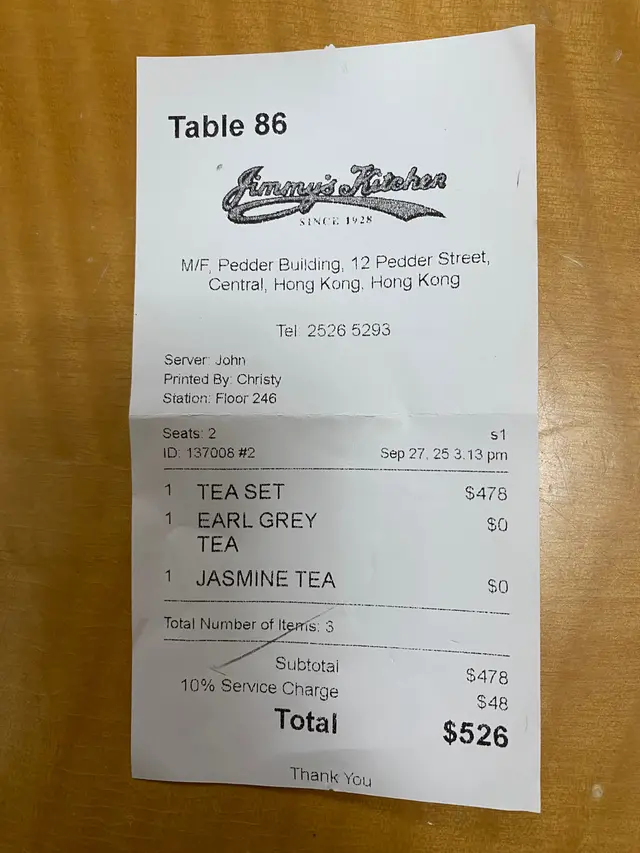 Table 86
Jimmy's Kitchen
SINCE 1928
M/F, Pedder Building, 12 Pedder Street,
Central, Hong Kong, Hong Kong
Tel: 2526 5293
Server: John
Printed By: Christy
Station: Floor 246
Seats: 2 s1
ID: 137008 #2 Sep 27, 25 3:13 pm
1 TEA SET $478
1 EARL GREY $0
TEA
1 JASMINE TEA $0
Total Number of Items: 3
Subtotal $478
10% Service Charge $48
Total $526
Thank You